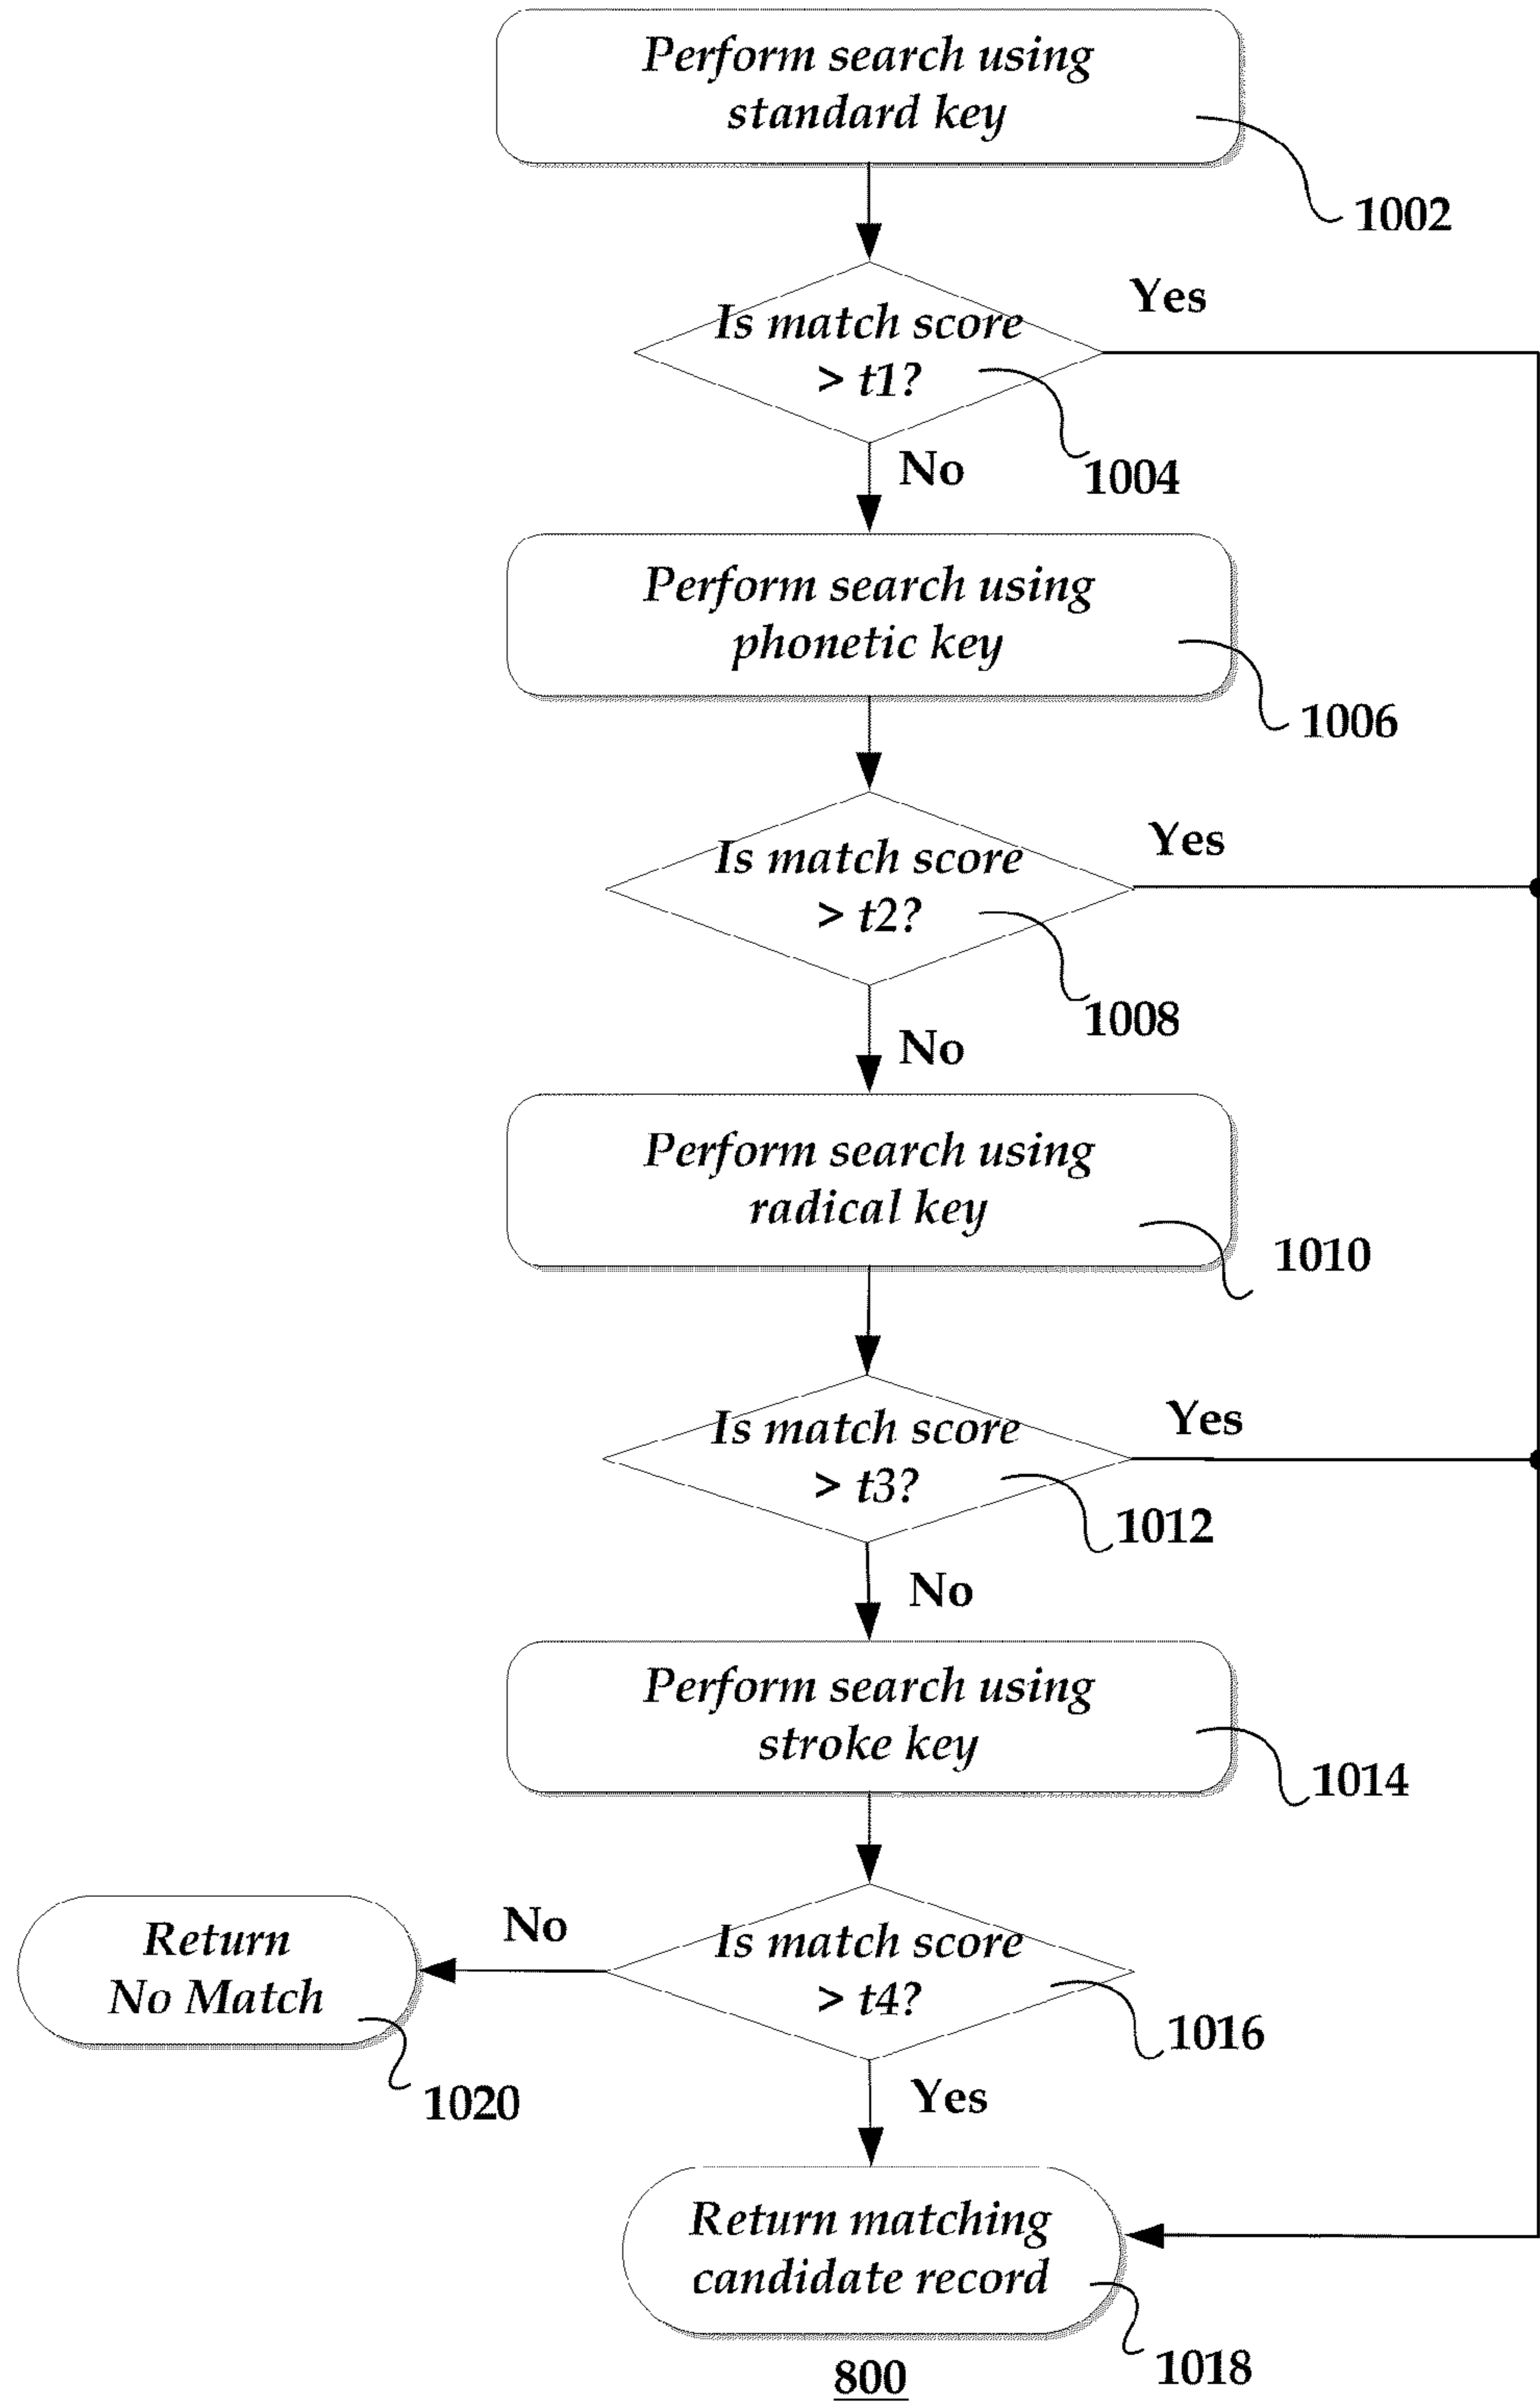 Perform search using
standard key
1002
Yes
Is match score
> t1?
1004
No
Perform search using
phonetic key
1006
Yes
Is match score
> t2?
1008
No
Perform search using
radical key
1010
Yes
Is match score
> t3?
1012
No
Perform search using
stroke key
1014
No
Is match score
> t4?
Return
No Match
1016
1020
Yes
Return matching
candidate record
1018
800